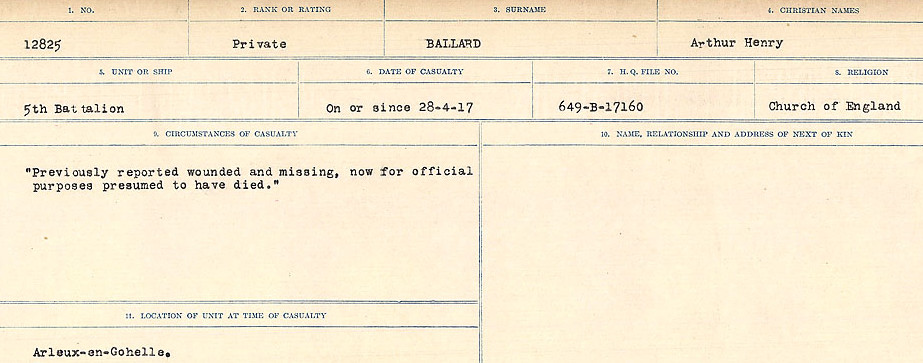 1. NO. 2. RANK OR RATING 3. SURNAME 4. CHRISTIAN NAMES
12825 Private BALLARD Arthur Henry
5. UNIT OR SHIP 6. DATE OF CASUALTY 7. H.Q. FILE NO. 8. RELIGION
5th Battalion On or since 28-4-17 649-B-17160 Church of England
9. CIRCUMSTANCES OF CASUALTY 10. NAME, RELATIONSHIP AND ADDRESS OF NEXT OF KIN
"Previously reported wounded and missing, now for official
purposes presumed to have died."
11. LOCATION OF UNIT AT TIME OF CASUALTY
Arleux-en-Gohelle.